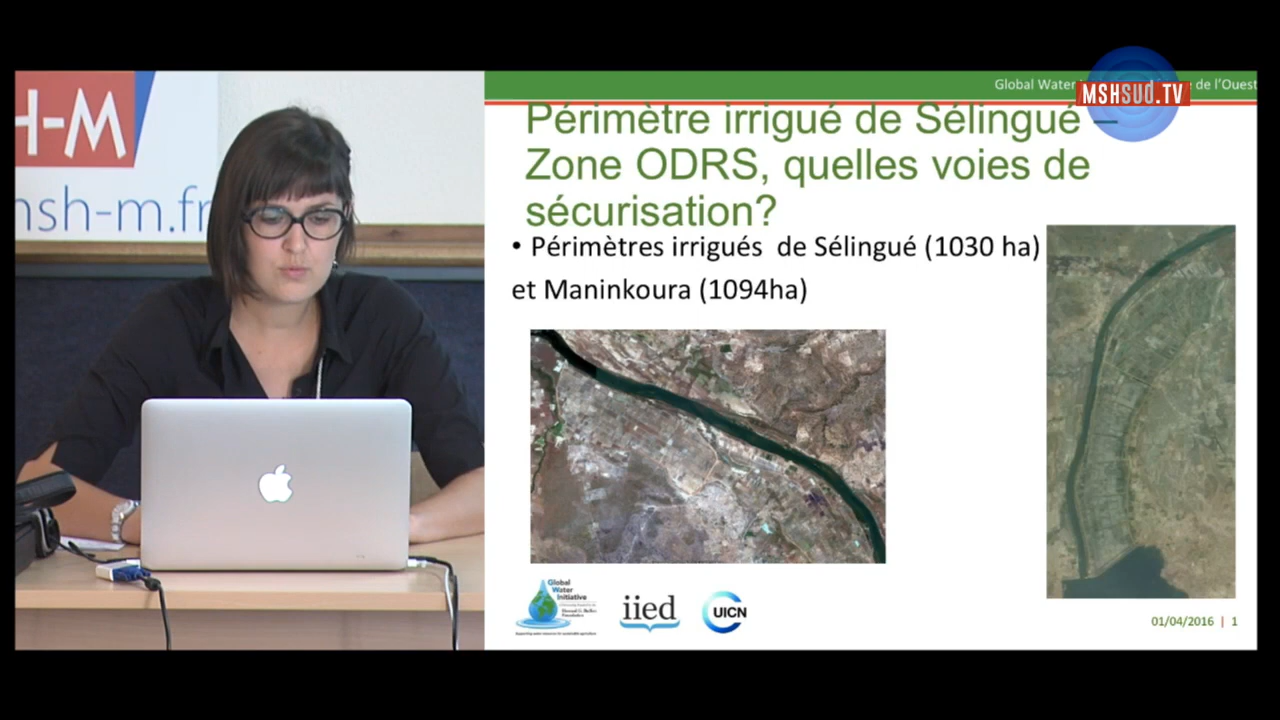 H-M
msh-m.fr
Global Water
de l'Ouest
MSHSUD.TV
Périmètre irrigué de Sélingué –
Zone ODRS, quelles voies de
sécurisation?
• Périmètres irrigués de Sélingué (1030 ha)
et Maninkoura (1094ha)
Global
Water
Initiative
iied
UICN
01/04/2016 | 1